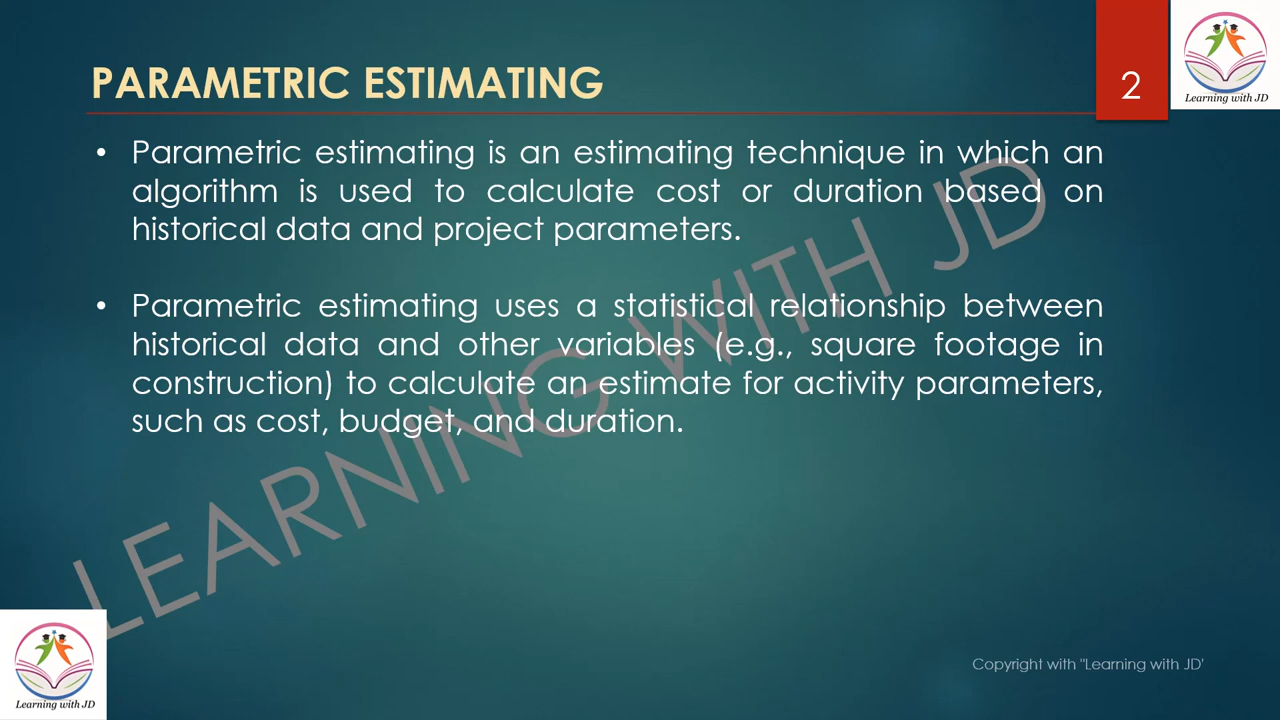 PARAMETRIC ESTIMATING
2
Learning with JD
• Parametric estimating is an estimating technique in which an
algorithm is used to calculate cost or duration based on
historical data and project parameters.
• Parametric estimating uses a statistical relationship between
historical data and other variables (e.g., square footage in
construction) to calculate an estimate for activity parameters,
such as cost, budget, and duration.
LEARNING WITH JD
Learning with JD
Copyright with "Learning with JD'